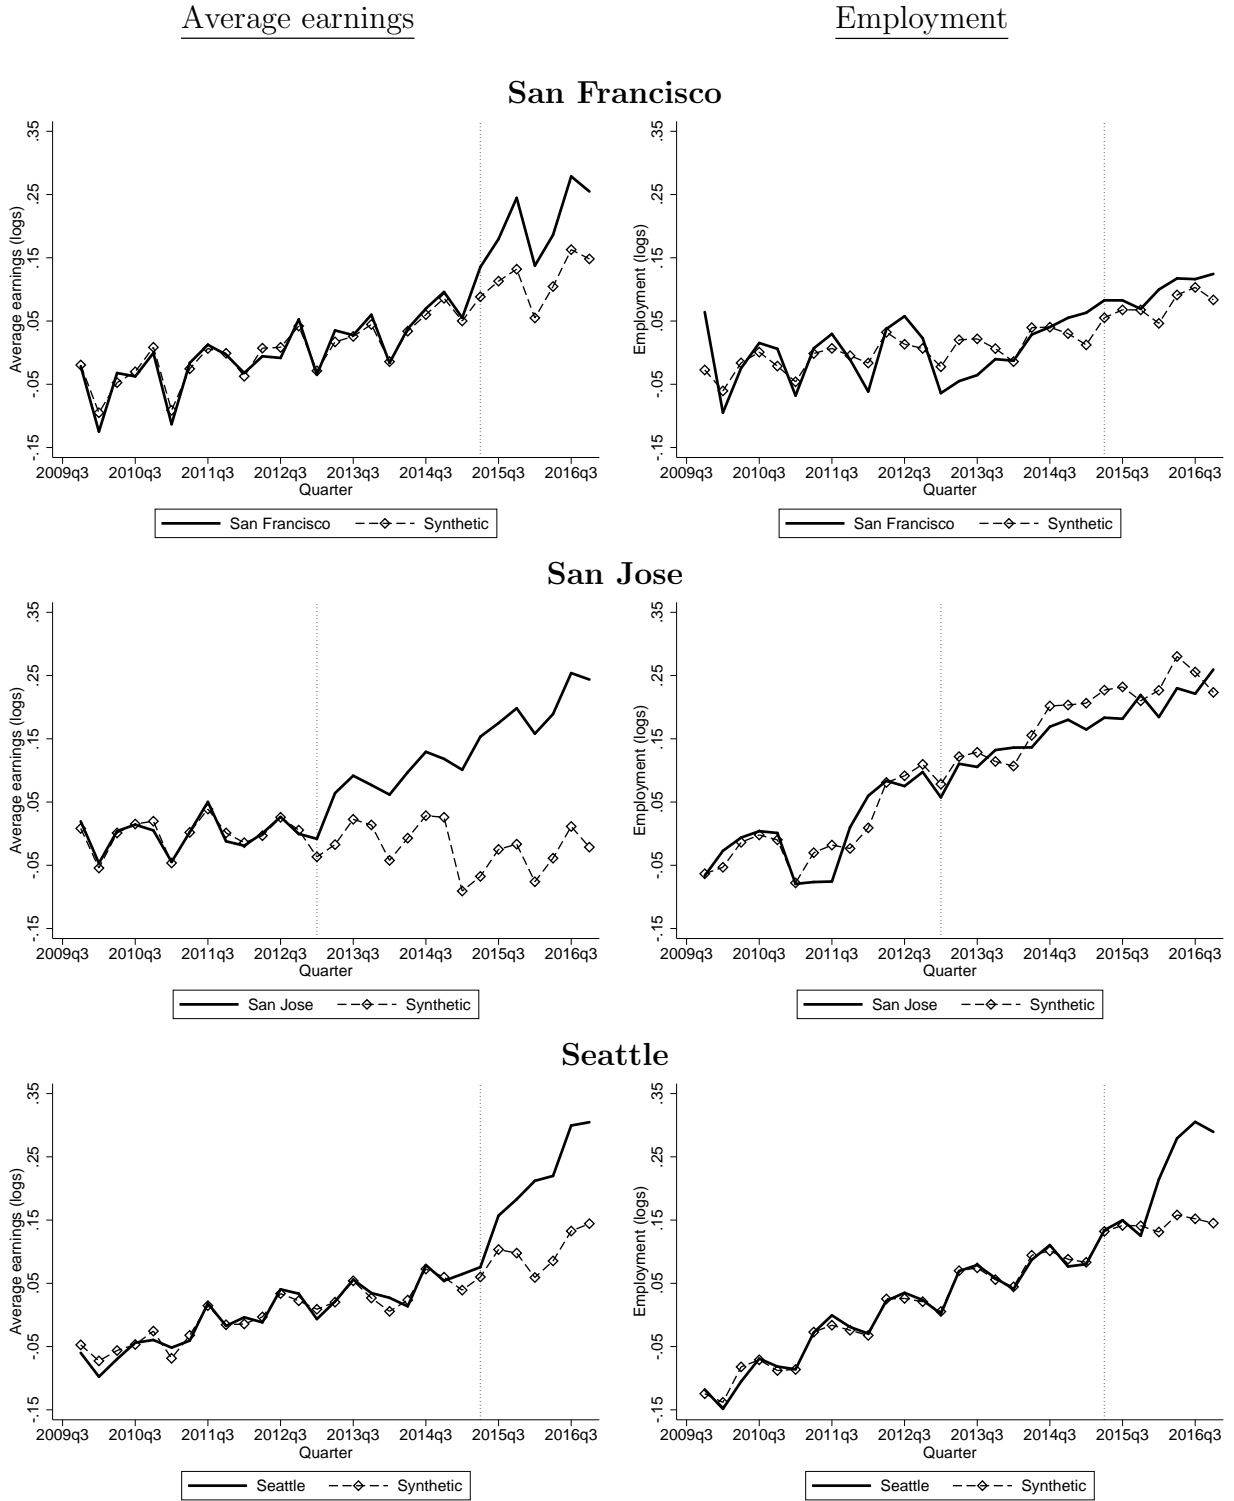 Average earnings Employment
San Francisco
Average earnings (logs)
.35
.25
.15
.05
-.05
-.15
2009q3 2010q3 2011q3 2012q3 2013q3 2014q3 2015q3 2016q3
Quarter
San Francisco Synthetic
Employment (logs)
.35
.25
.15
.05
-.05
-.15
2009q3 2010q3 2011q3 2012q3 2013q3 2014q3 2015q3 2016q3
Quarter
San Francisco Synthetic
San Jose
Average earnings (logs)
.35
.25
.15
.05
-.05
-.15
2009q3 2010q3 2011q3 2012q3 2013q3 2014q3 2015q3 2016q3
Quarter
San Jose Synthetic
Employment (logs)
.35
.25
.15
.05
-.05
-.15
2009q3 2010q3 2011q3 2012q3 2013q3 2014q3 2015q3 2016q3
Quarter
San Jose Synthetic
Seattle
Average earnings (logs)
.35
.25
.15
.05
-.05
-.15
2009q3 2010q3 2011q3 2012q3 2013q3 2014q3 2015q3 2016q3
Quarter
Seattle Synthetic
Employment (logs)
.35
.25
.15
.05
-.05
-.15
2009q3 2010q3 2011q3 2012q3 2013q3 2014q3 2015q3 2016q3
Quarter
Seattle Synthetic